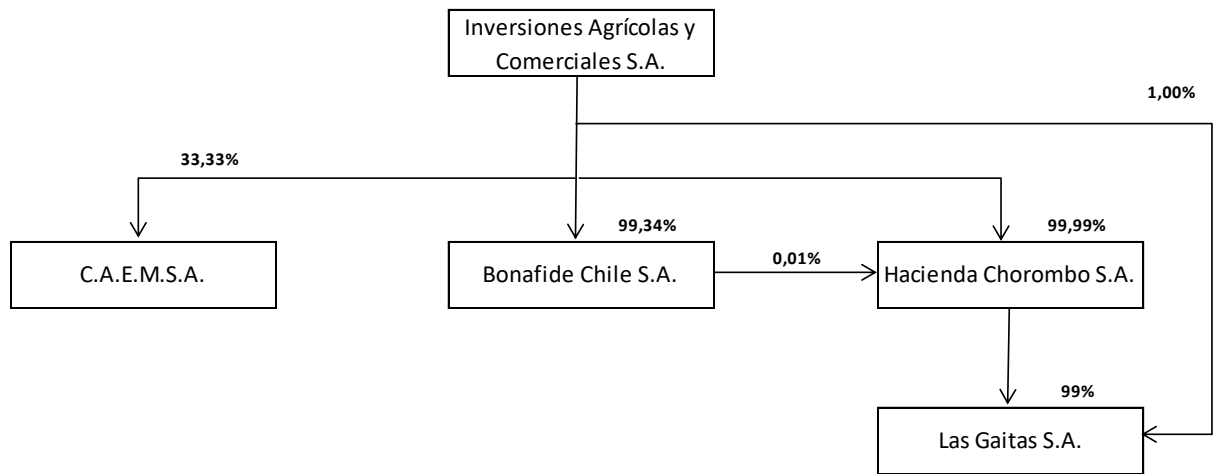 Inversiones Agrícolas y
Comerciales S.A.
1,00%
33,33%
99,34%
99,99%
C.A.E.M.S.A.
Bonafide Chile S.A.
0,01%
Hacienda Chorombo S.A.
99%
Las Gaitas S.A.